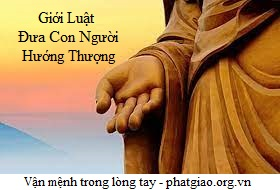 Giới Luật
Đưa Con Người
Hướng Thượng
Vận mệnh trong lòng tay - phatgiao.org.vn